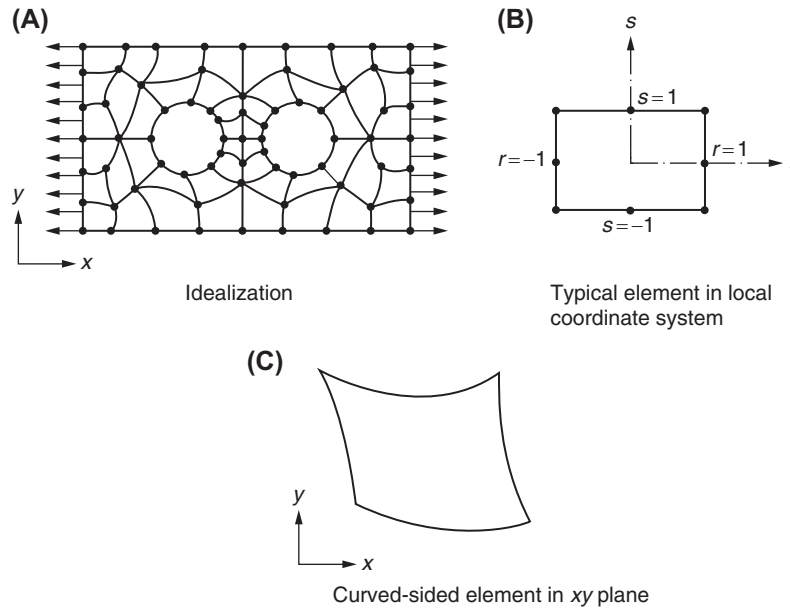 (A)
y
x
Idealization
(B)
s
s = 1
r = −1
r = 1
s = −1
Typical element in local
coordinate system
(C)
y
x
Curved-sided element in xy plane